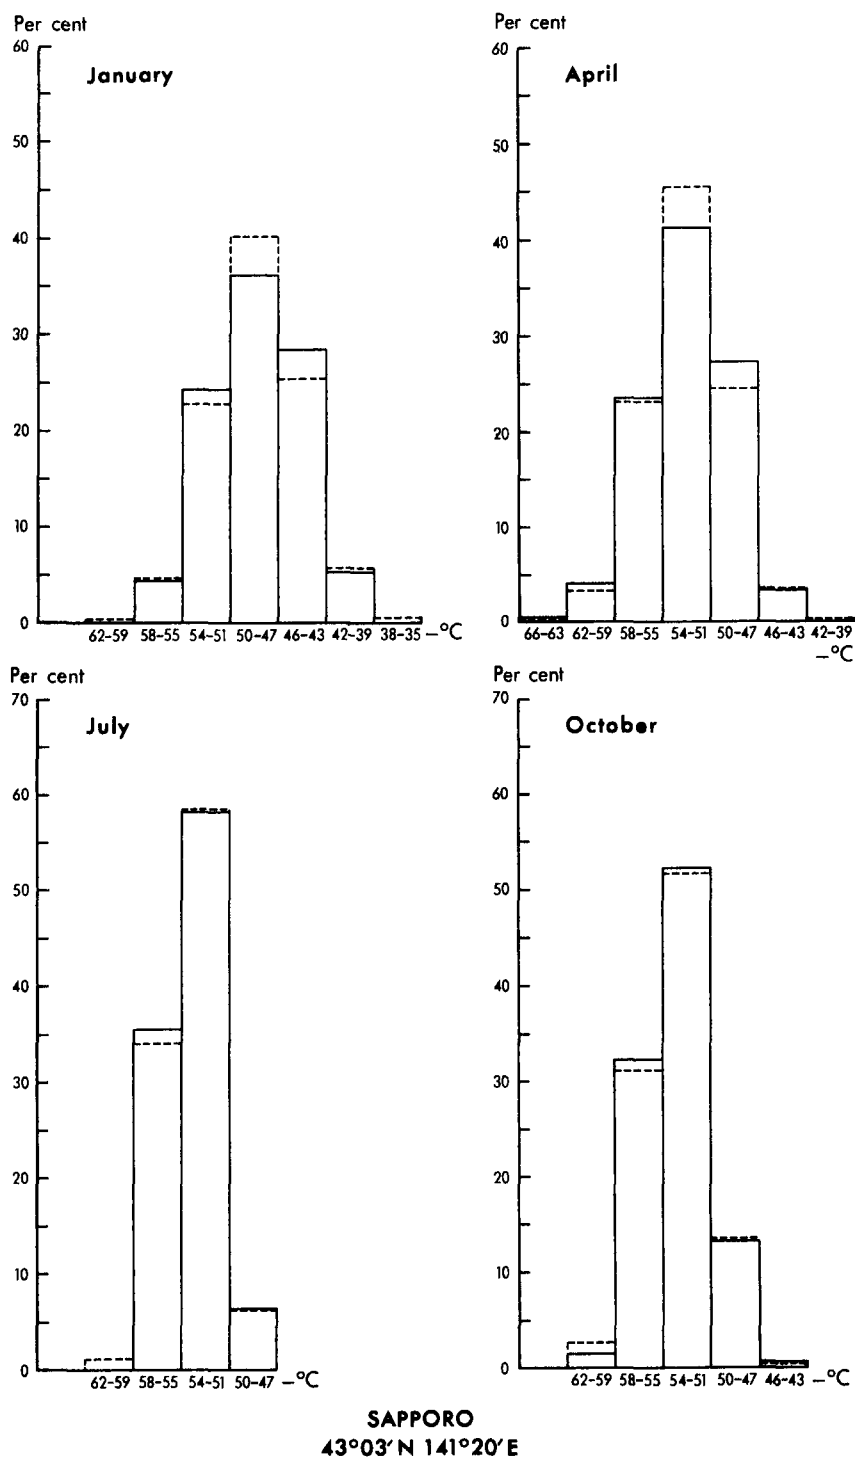 Per cent
January
60
50
40
30
20
10
0
62-59 58-55 54-51 50-47 46-43 42-39 38-35 -°C
Per cent
April
60
50
40
30
20
10
0
66-63 62-59 58-55 54-51 50-47 46-43 42-39
-°C
Per cent
July
70
60
50
40
30
20
10
0
62-59 58-55 54-51 50-47 -°C
Per cent
October
70
60
50
40
30
20
10
0
62-59 58-55 54-51 50-47 46-43 -°C
SAPPORO
43°03′N 141°20′E